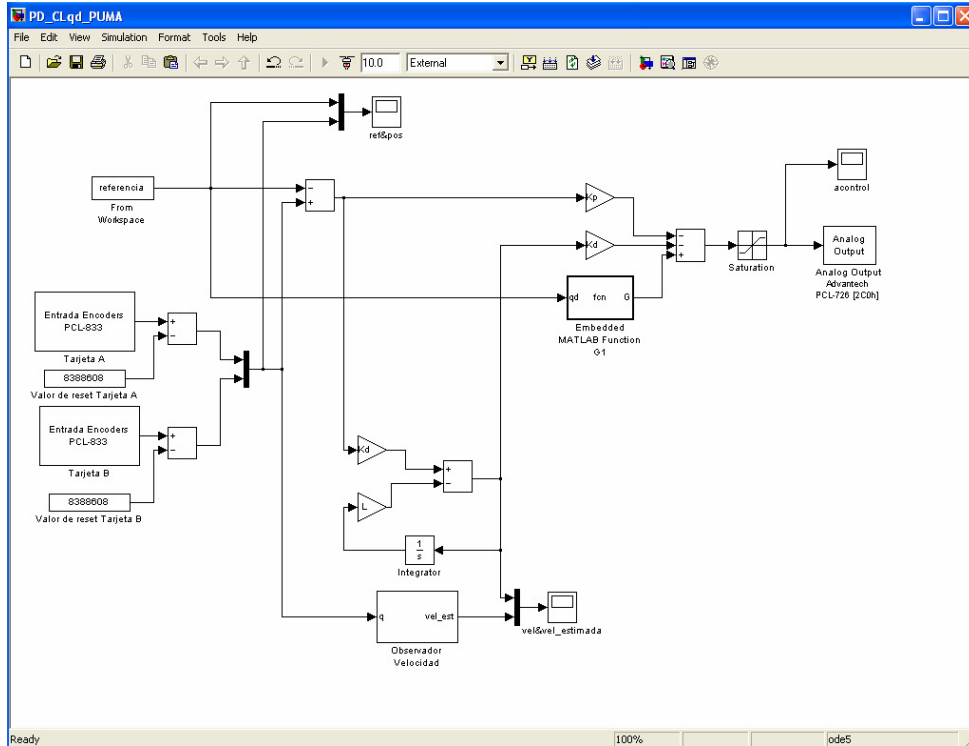 PD_CLqd_PUMA
File Edit View Simulation Format Tools Help
10.0 External
ref&pos
referencia
From
Workspace
-
+
Kp
Kd
-
-
+
Saturation
acontrol
Analog
Output
Analog Output
Advantech
PCL-726 [2C0h]
qd fcn G
Embedded
MATLAB Function
G1
Entrada Encoders
PCL-833
Tarjeta A
+
-
8388608
Valor de reset Tarjeta A
Entrada Encoders
PCL-833
Tarjeta B
+
-
8388608
Valor de reset Tarjeta B
Kd
+
-
L
1
s
Integrator
q vel_est
Observador
Velocidad
vel&vel_estimada
Ready 100% ode5